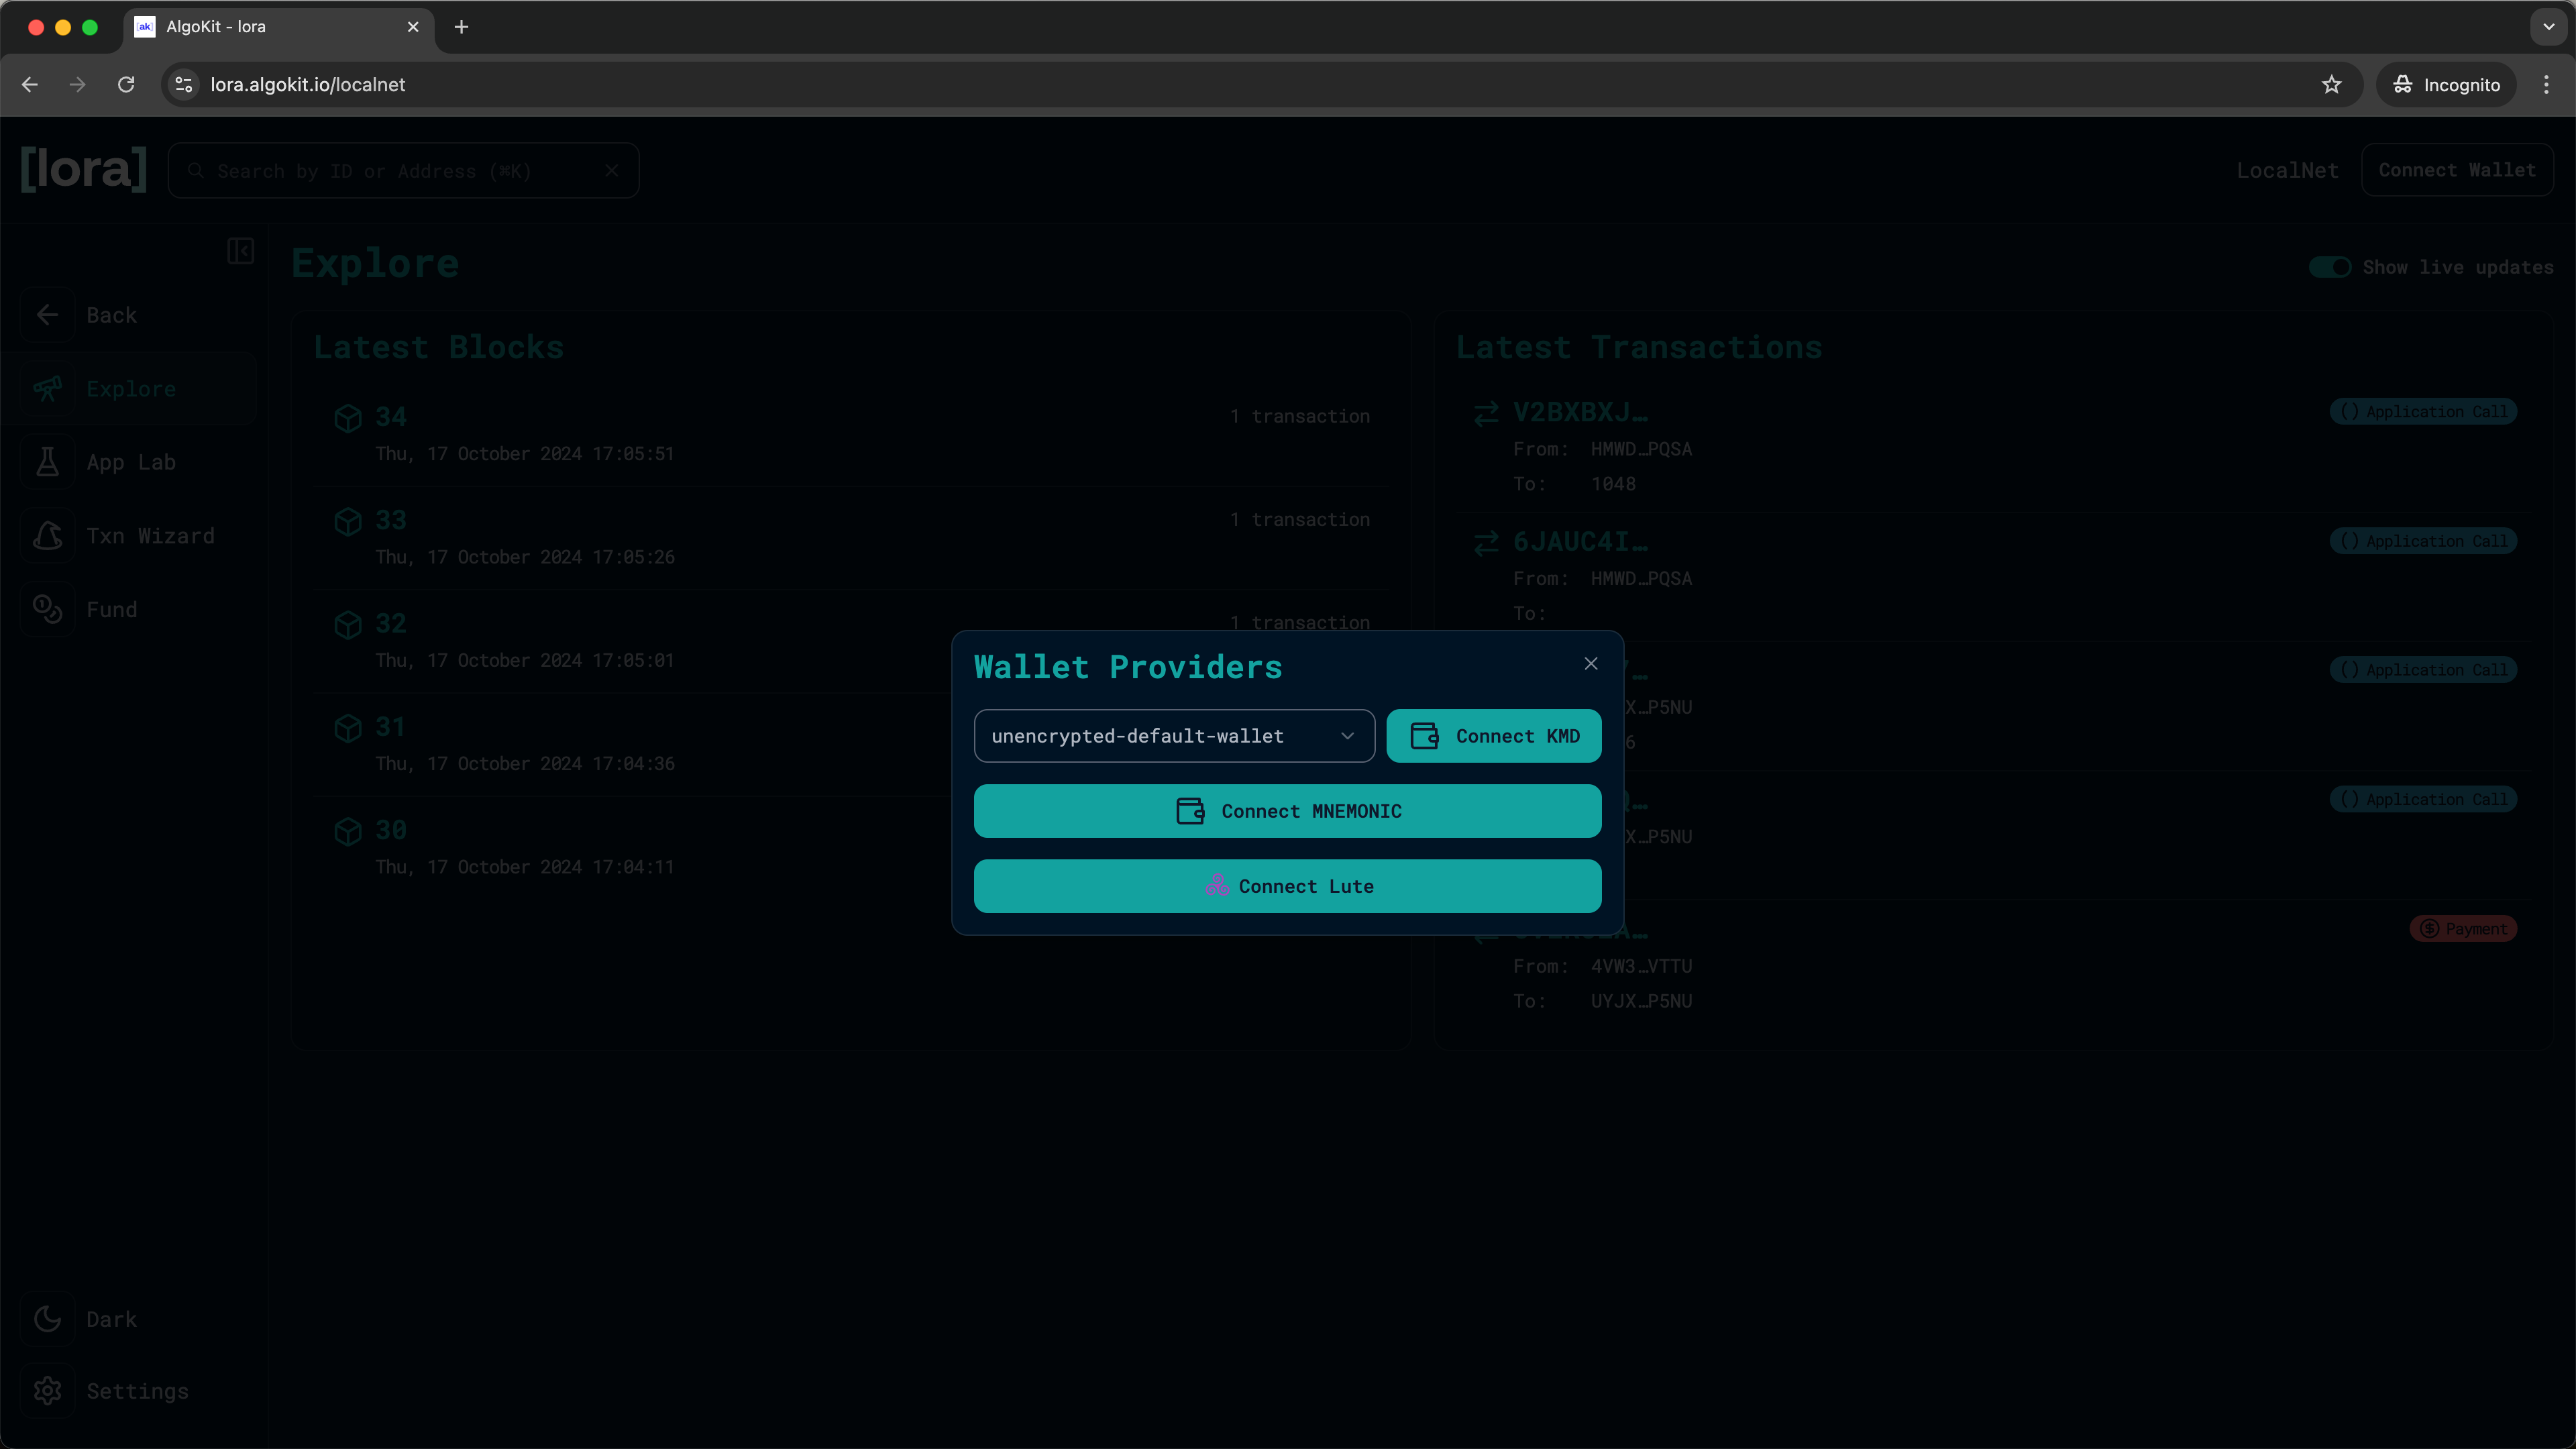 AlgoKit - lora
lora.algokit.io/localnet
Incognito
[lora]
Search by ID or Address (⌘K)
LocalNet
Connect Wallet
Back
Explore
App Lab
Txn Wizard
Fund
Dark
Settings
Explore
Show live updates
Latest Blocks
34
1 transaction
Thu, 17 October 2024 17:05:51
33
1 transaction
Thu, 17 October 2024 17:05:26
32
1 transaction
Thu, 17 October 2024 17:05:01
31
Thu, 17 October 2024 17:04:36
30
Thu, 17 October 2024 17:04:11
Latest Transactions
V2BXBXJ…
() Application Call
From: HMWD…PQSA
To: 1048
6JAUC4I…
() Application Call
From: HMWD…PQSA
To:
() Application Call
X…P5NU
6
() Application Call
X…P5NU
Payment
From: 4VW3…VTTU
To: UYJX…P5NU
Wallet Providers
unencrypted-default-wallet
Connect KMD
Connect MNEMONIC
Connect Lute